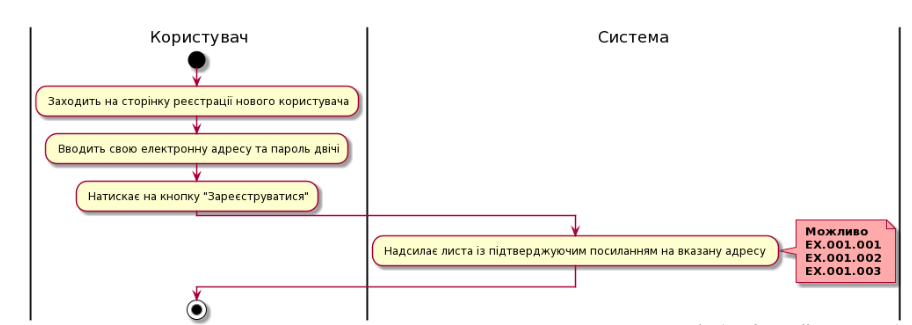 Користувач
Система
Заходить на сторінку реєстрації нового користувача
Вводить свою електронну адресу та пароль двічі
Натискає на кнопку "Зареєструватися"
Надсилає листа із підтверджуючим посиланням на вказану адресу
Можливо
EX.001.001
EX.001.002
EX.001.003